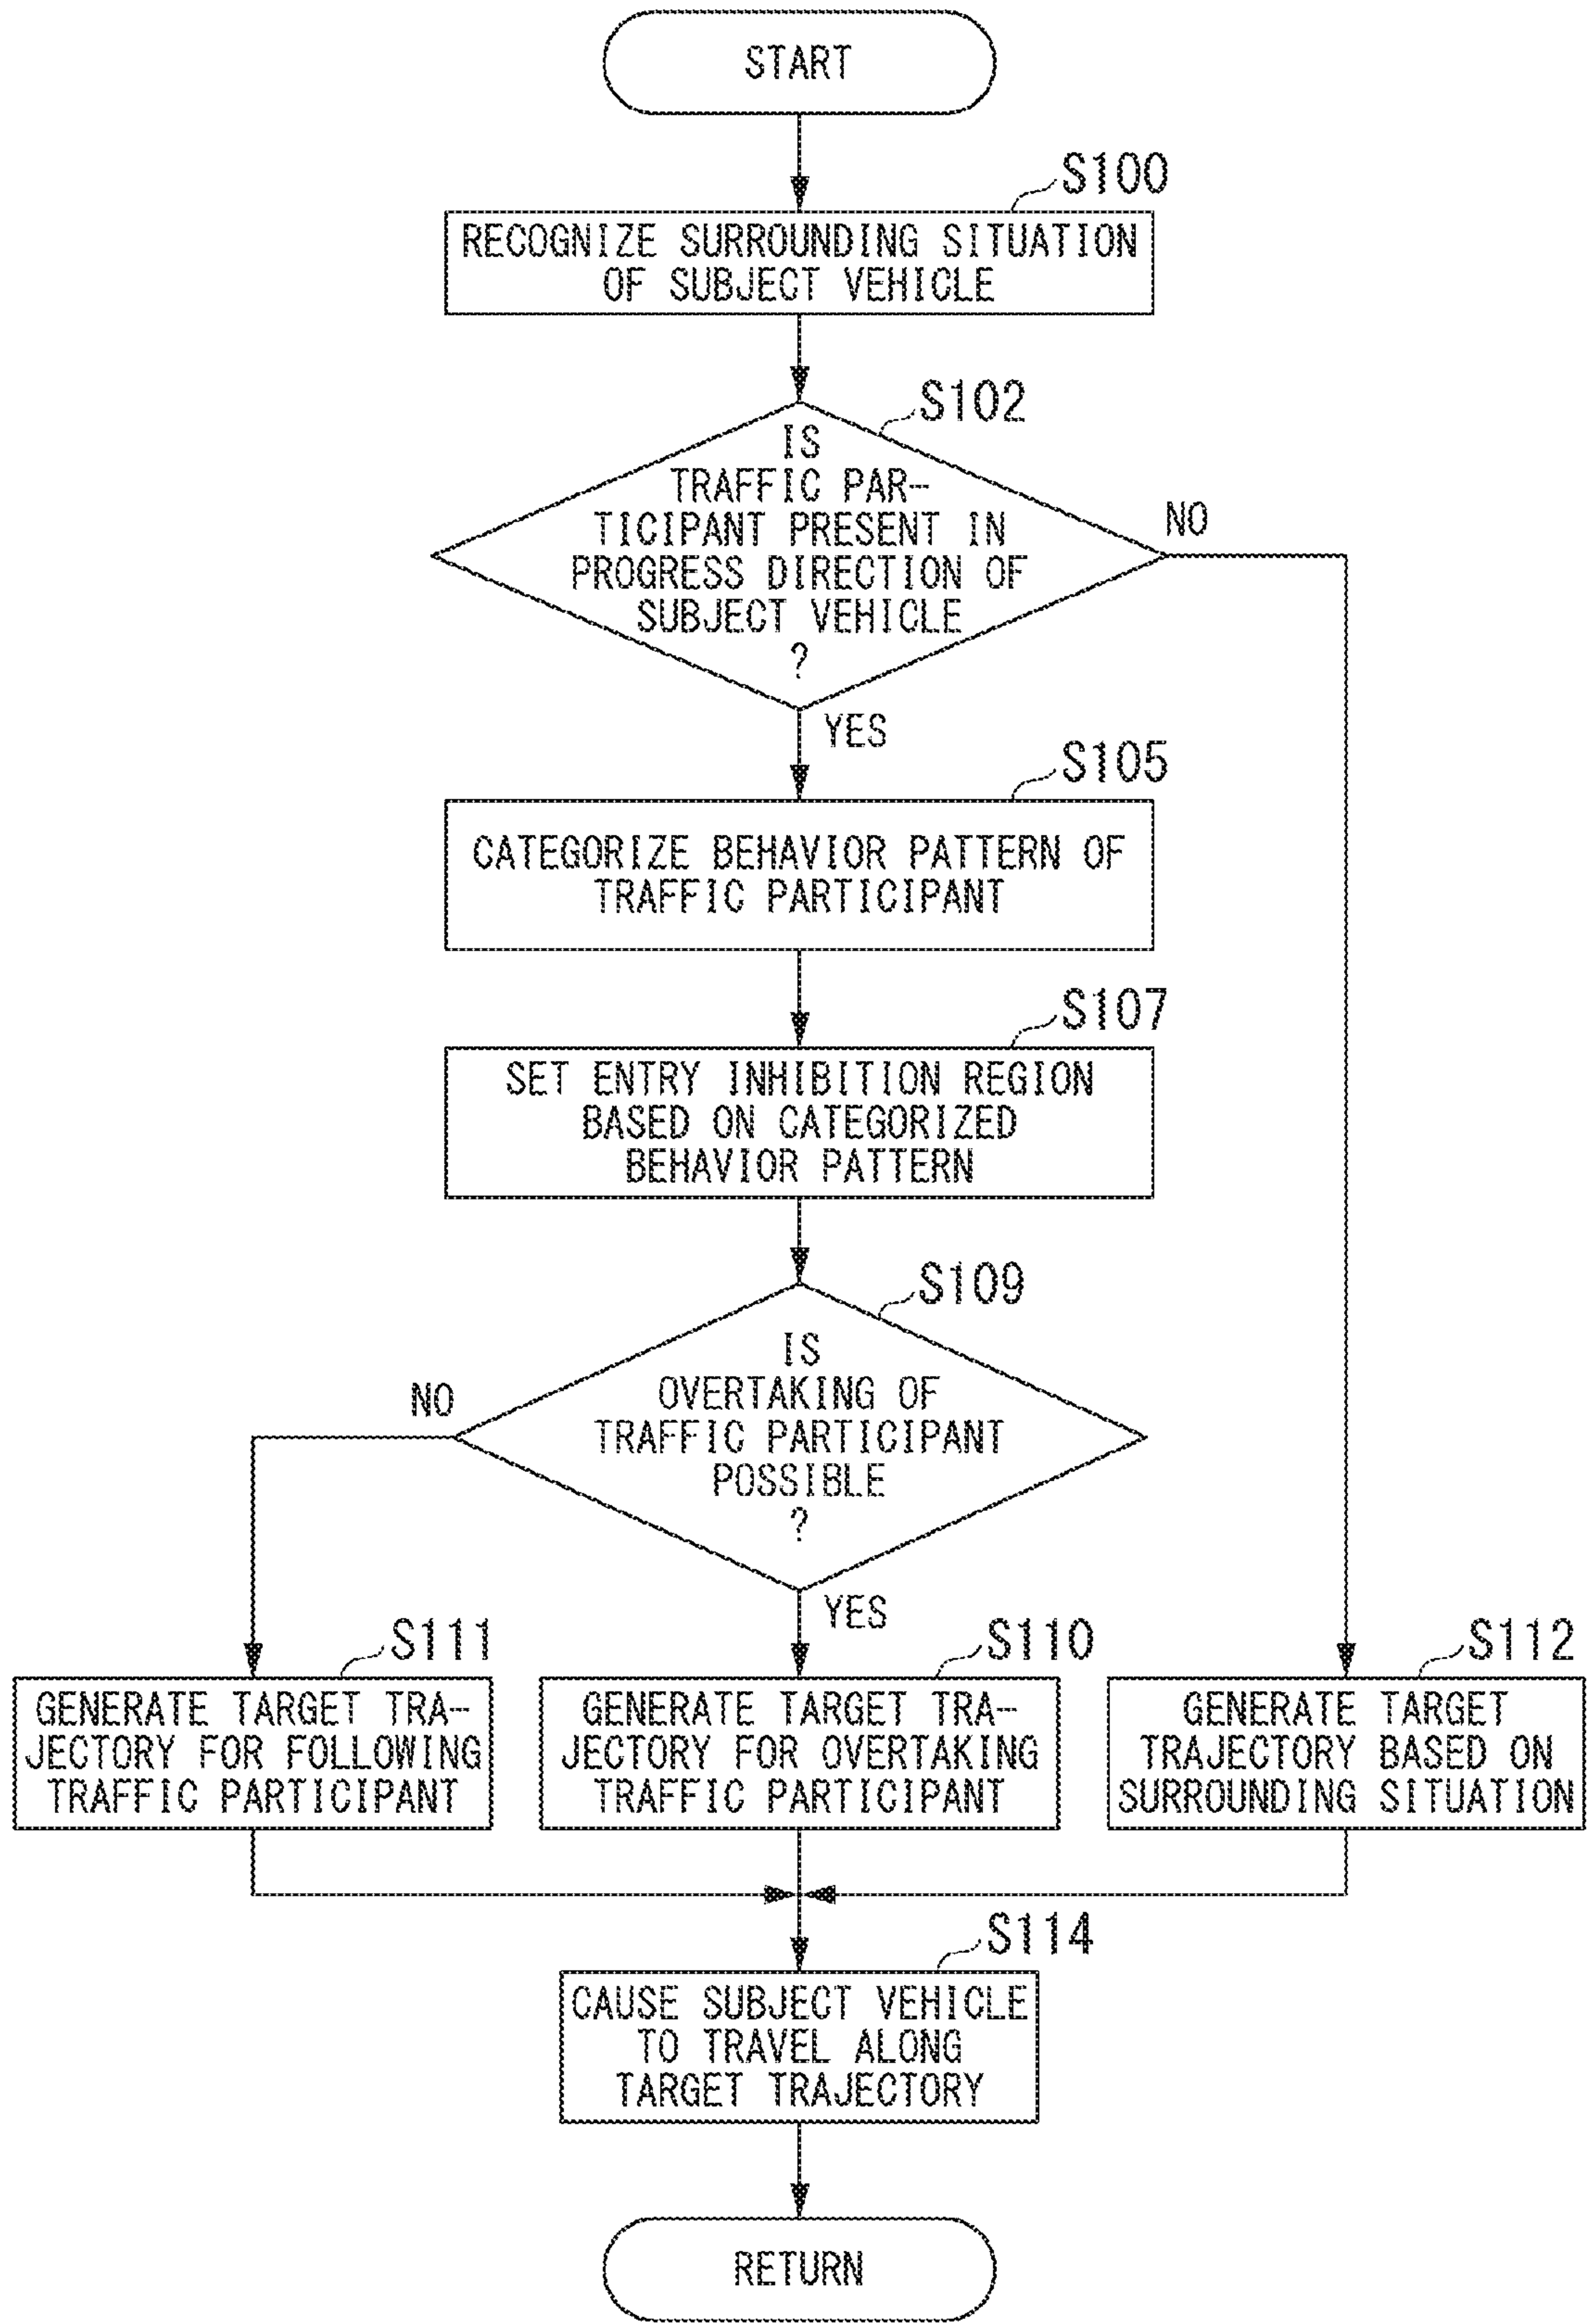 START
S100
RECOGNIZE SURROUNDING SITUATION
OF SUBJECT VEHICLE
S102
IS
TRAFFIC PAR-
TICIPANT PRESENT IN
PROGRESS DIRECTION OF
SUBJECT VEHICLE
?
NO
YES
S105
CATEGORIZE BEHAVIOR PATTERN OF
TRAFFIC PARTICIPANT
S107
SET ENTRY INHIBITION REGION
BASED ON CATEGORIZED
BEHAVIOR PATTERN
S109
IS
OVERTAKING OF
TRAFFIC PARTICIPANT
POSSIBLE
?
NO
YES
S111
GENERATE TARGET TRA-
JECTORY FOR FOLLOWING
TRAFFIC PARTICIPANT
S110
GENERATE TARGET TRA-
JECTORY FOR OVERTAKING
TRAFFIC PARTICIPANT
S112
GENERATE TARGET
TRAJECTORY BASED ON
SURROUNDING SITUATION
S114
CAUSE SUBJECT VEHICLE
TO TRAVEL ALONG
TARGET TRAJECTORY
RETURN